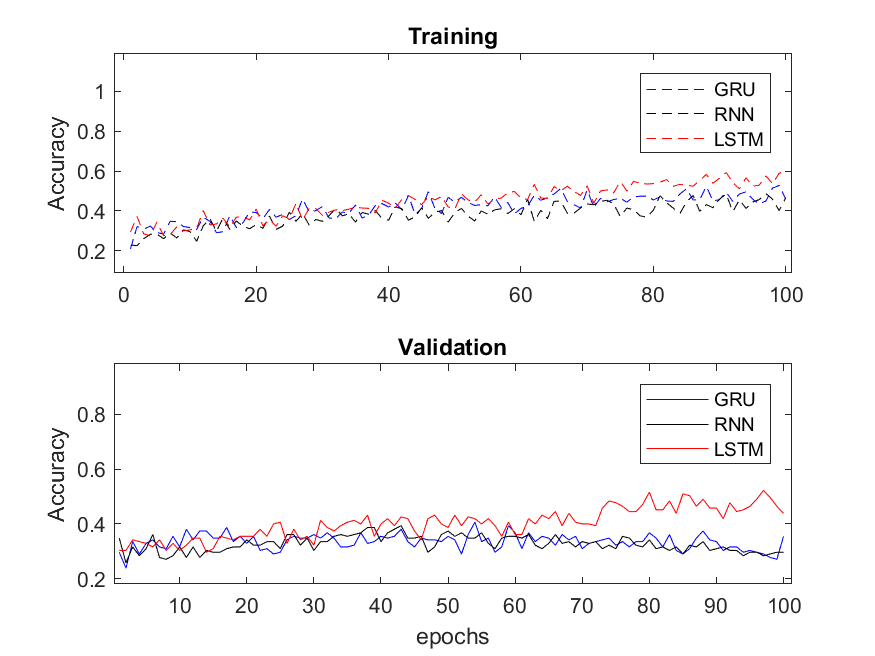 Training
Accuracy
1
0.8
0.6
0.4
0.2
GRU
RNN
LSTM
0 20 40 60 80 100
Validation
Accuracy
0.8
0.6
0.4
0.2
GRU
RNN
LSTM
10 20 30 40 50 60 70 80 90 100
epochs